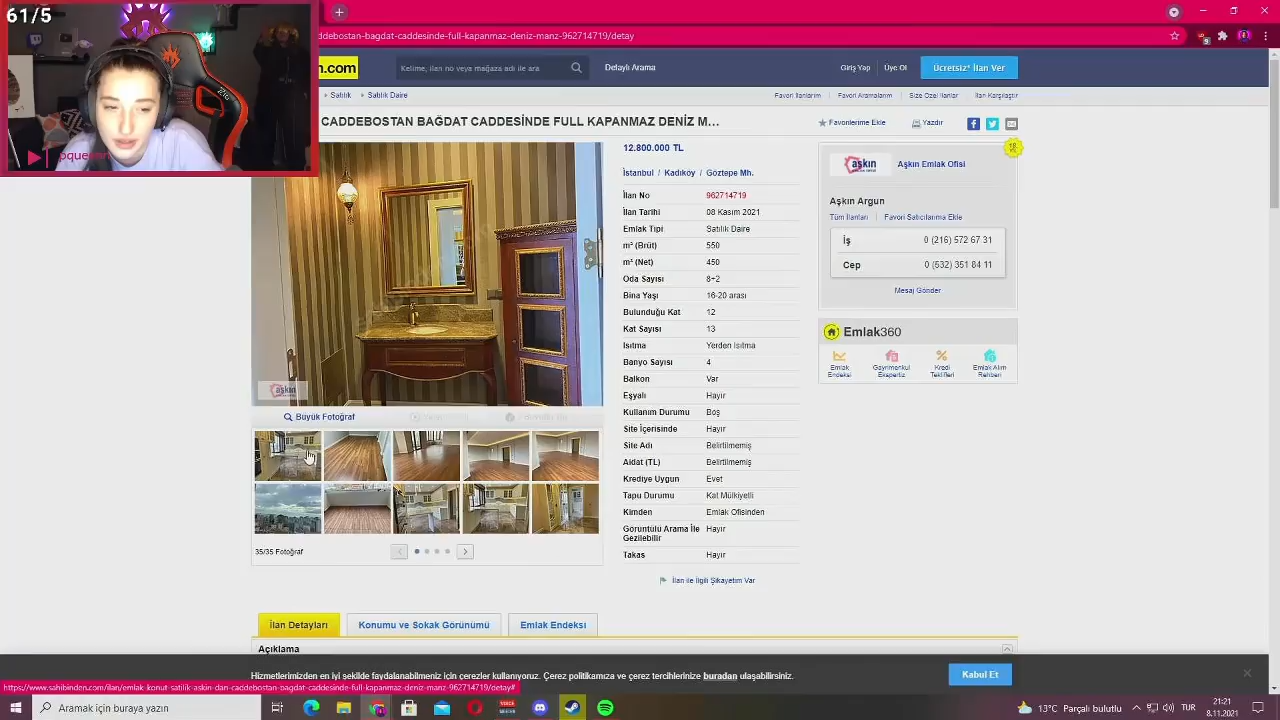 61/5
ddebostan-bagdat-caddesinde-full-kapanmaz-deniz-manz-962714719/detay
n.com
Kelime, ilan no veya mağaza adı ile ara
Detaylı Arama
Giriş Yap
Üye Ol
Ücretsiz* İlan Ver
Satılık
Satılık Daire
Favori İlanlarım
Favori Aramalarım
Size Özel İlanlar
İlan Karşılaştır
CADDEBOSTAN BAĞDAT CADDESİNDE FULL KAPANMAZ DENİZ M...
Favorilerime Ekle
Yazdır
12.800.000 TL
İstanbul / Kadıköy / Göztepe Mh.
İlan No 962714719
İlan Tarihi 08 Kasım 2021
Emlak Tipi Satılık Daire
m² (Brüt) 550
m² (Net) 450
Oda Sayısı 8+2
Bina Yaşı 16-20 arası
Bulunduğu Kat 12
Kat Sayısı 13
Isıtma Yerden Isıtma
Banyo Sayısı 4
Balkon Var
Eşyalı Hayır
Kullanım Durumu Boş
Site İçerisinde Hayır
Site Adı Belirtilmemiş
Aidat (TL) Belirtilmemiş
Krediye Uygun Evet
Tapu Durumu Kat Mülkiyetli
Kimden Emlak Ofisinden
Görüntülü Arama İle Hayır
Gezilebilir
Takas Hayır
İlan ile İlgili Şikayetim Var
aşkın
Aşkın Emlak Ofisi
Aşkın Argun
Tüm İlanları
Favori Satıcılarıma Ekle
İş 0 (216) 572 67 31
Cep 0 (532) 351 84 11
Mesaj Gönder
Emlak360
Emlak Endeksi
Gayrimenkul Ekspertiz
Kredi Teklifleri
Emlak Alım Rehberi
aşkın
Büyük Fotoğraf
35/35 Fotoğraf
İlan Detayları
Konumu ve Sokak Görünümü
Emlak Endeksi
Açıklama
Hizmetlerimizden en iyi şekilde faydalanabilmeniz için çerezler kullanıyoruz. Çerez politikamıza ve çerez tercihlerinize buradan ulaşabilirsiniz.
Kabul Et
https://www.sahibinden.com/ilan/emlak-konut-satilik-askin-dan-caddebostan-bagdat-caddesinde-full-kapanmaz-deniz-manz-962714719/detay#
Aramak için buraya yazın
13°C Parçalı bulutlu
TUR
21:21
8.11.2021